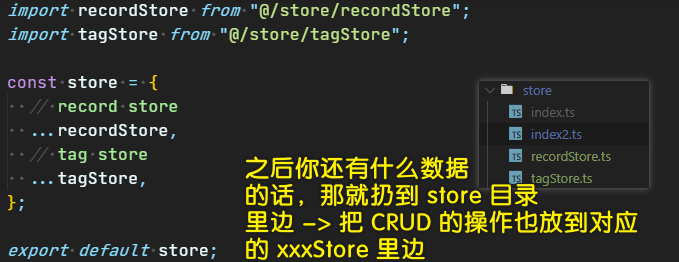 import recordStore from "@/store/recordStore";
import tagStore from "@/store/tagStore";
const store = {
// record store
...recordStore,
// tag store
...tagStore,
};
export default store;
store
index.ts
index2.ts
recordStore.ts
tagStore.ts
之后你还有什么数据
的话，那就扔到 store 目录
里边 -> 把 CRUD 的操作也放到对应
的 xxxStore 里边